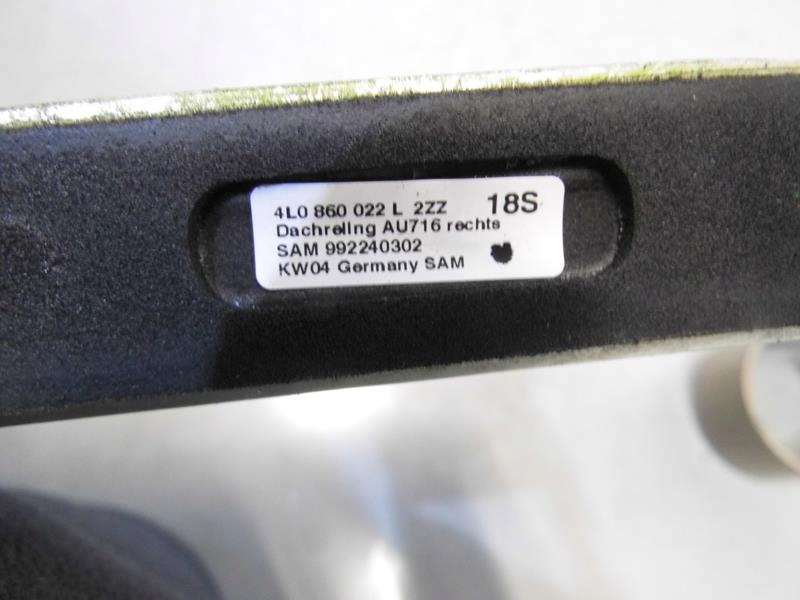 4L0 860 022 L 2ZZ 18S
Dachreling AU716 rechts
SAM 992240302
KW04 Germany SAM